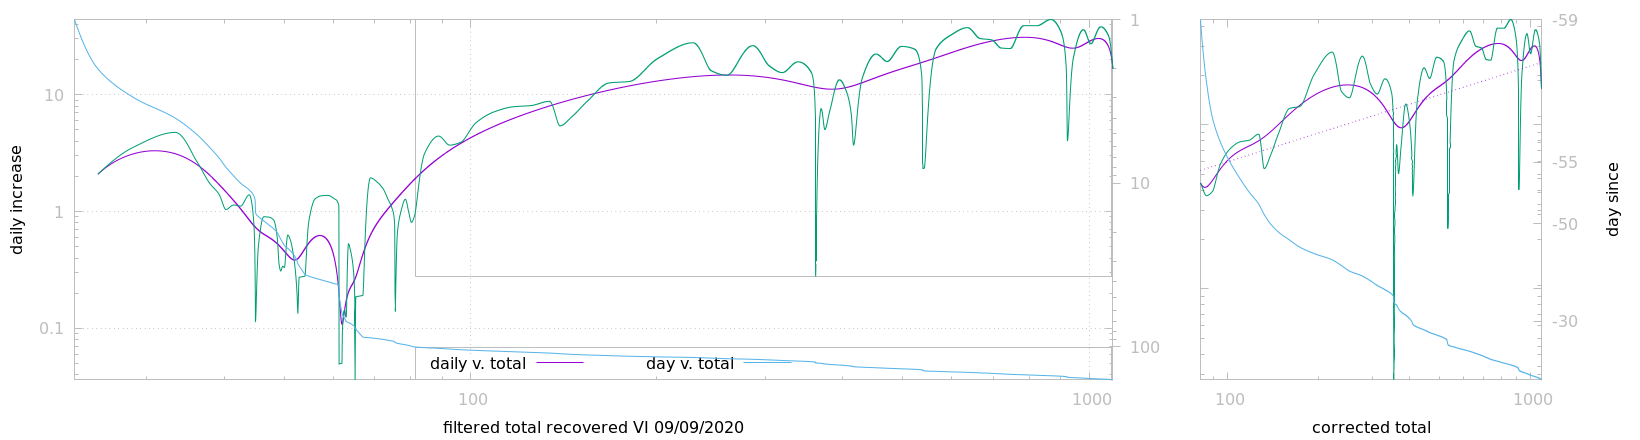 daily increase
10
1
0.1
100
1000
1
10
100
daily v. total
day v. total
filtered total recovered VI 09/09/2020
100
1000
-59
-55
-50
-30
day since
corrected total